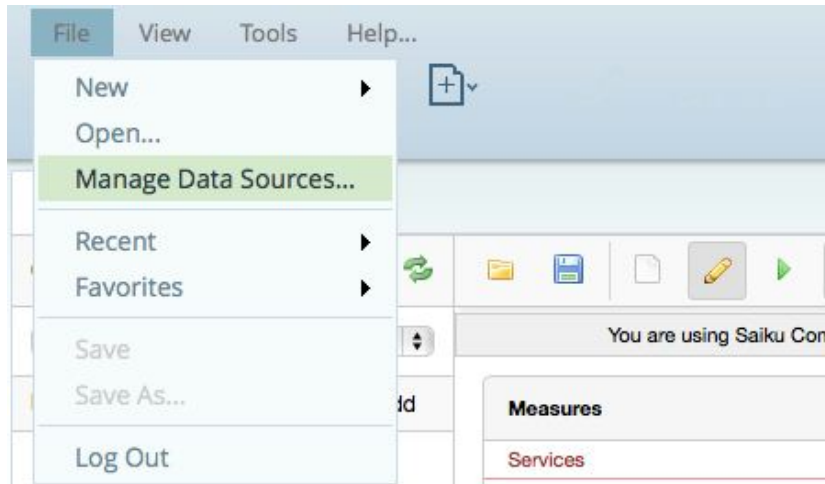 File View Tools Help...
New
Open...
Manage Data Sources...
Recent
Favorites
Save
Save As...
Log Out
You are using Saiku Com
dd
Measures
Services